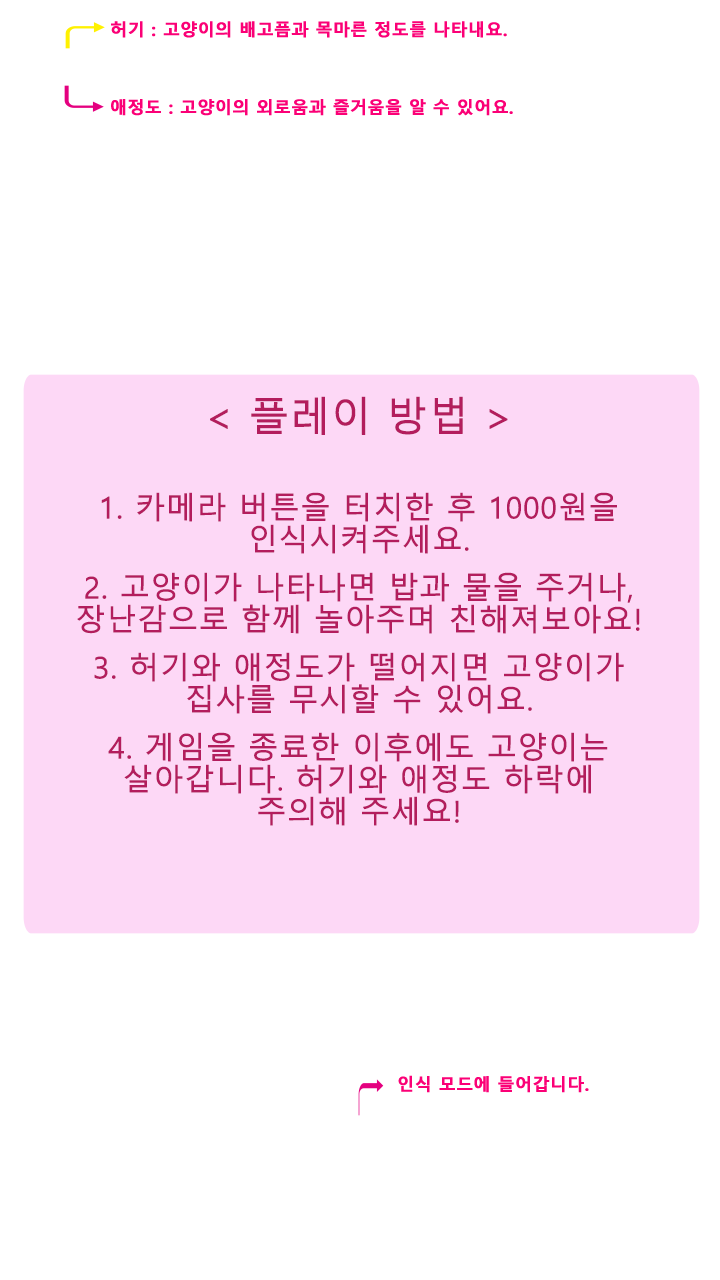 허기 : 고양이의 배고픔과 목마른 정도를 나타내요.
애정도 : 고양이의 외로움과 즐거움을 알 수 있어요.
< 플레이 방법 >
1. 카메라 버튼을 터치한 후 1000원을
인식시켜주세요.
2. 고양이가 나타나면 밥과 물을 주거나,
장난감으로 함께 놀아주며 친해져보아요!
3. 허기와 애정도가 떨어지면 고양이가
집사를 무시할 수 있어요.
4. 게임을 종료한 이후에도 고양이는
살아갑니다. 허기와 애정도 하락에
주의해 주세요!
인식 모드에 들어갑니다.